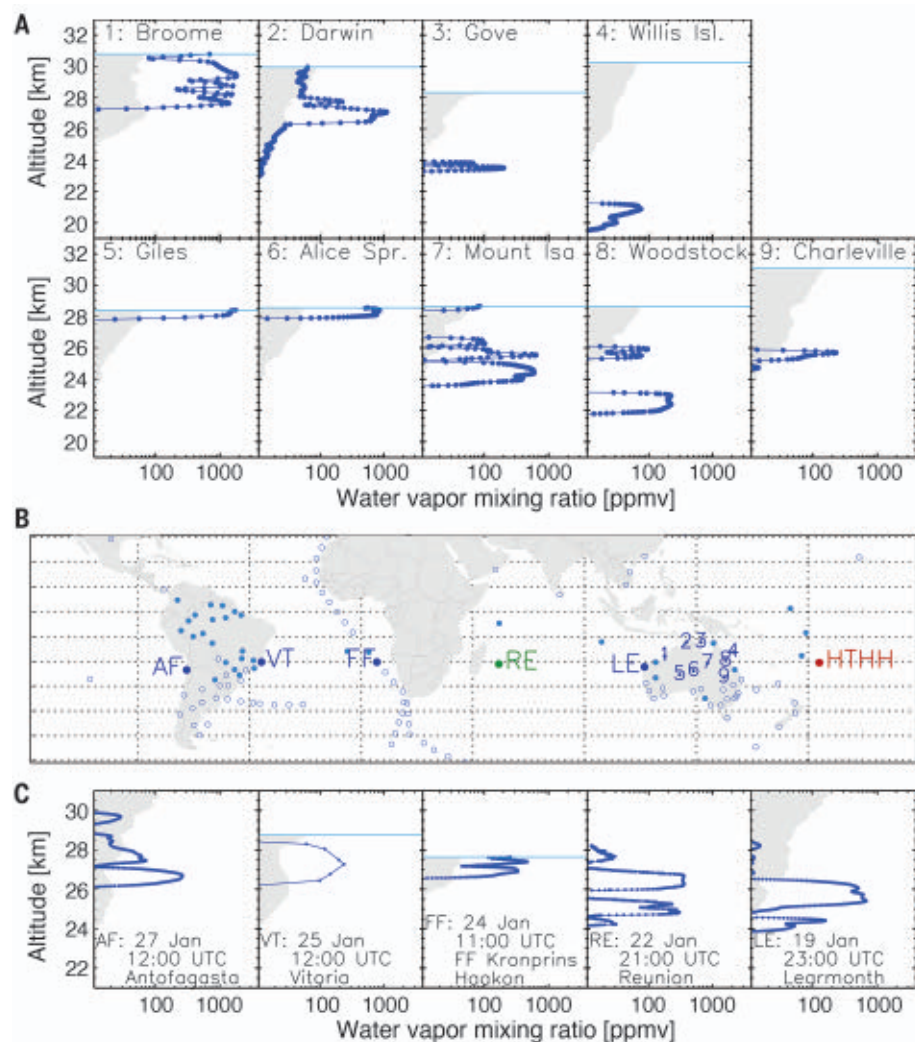 A
1: Broome 2: Darwin 3: Gove 4: Willis Isl.
32
30
28
26
24
22
20
Altitude [km]
5: Giles 6: Alice Spr. 7: Mount Isa 8: Woodstock 9: Charleville
32
30
28
26
24
22
20
Altitude [km]
100 1000 100 1000 100 1000 100 1000 100 1000
Water vapor mixing ratio [ppmv]
B
AF VT FF RE LE 1 2 3 4 5 6 7 8 9 HTHH
C
31
30
28
26
24
22
Altitude [km]
AF: 27 Jan
12:00 UTC
Antofagasta
VT: 25 Jan
12:00 UTC
Vitoria
FF: 24 Jan
11:00 UTC
FF Kronprins
Haakon
RE: 22 Jan
21:00 UTC
Reunion
LE: 19 Jan
23:00 UTC
Learmonth
100 1000 100 1000 100 1000 100 1000 100 1000
Water vapor mixing ratio [ppmv]